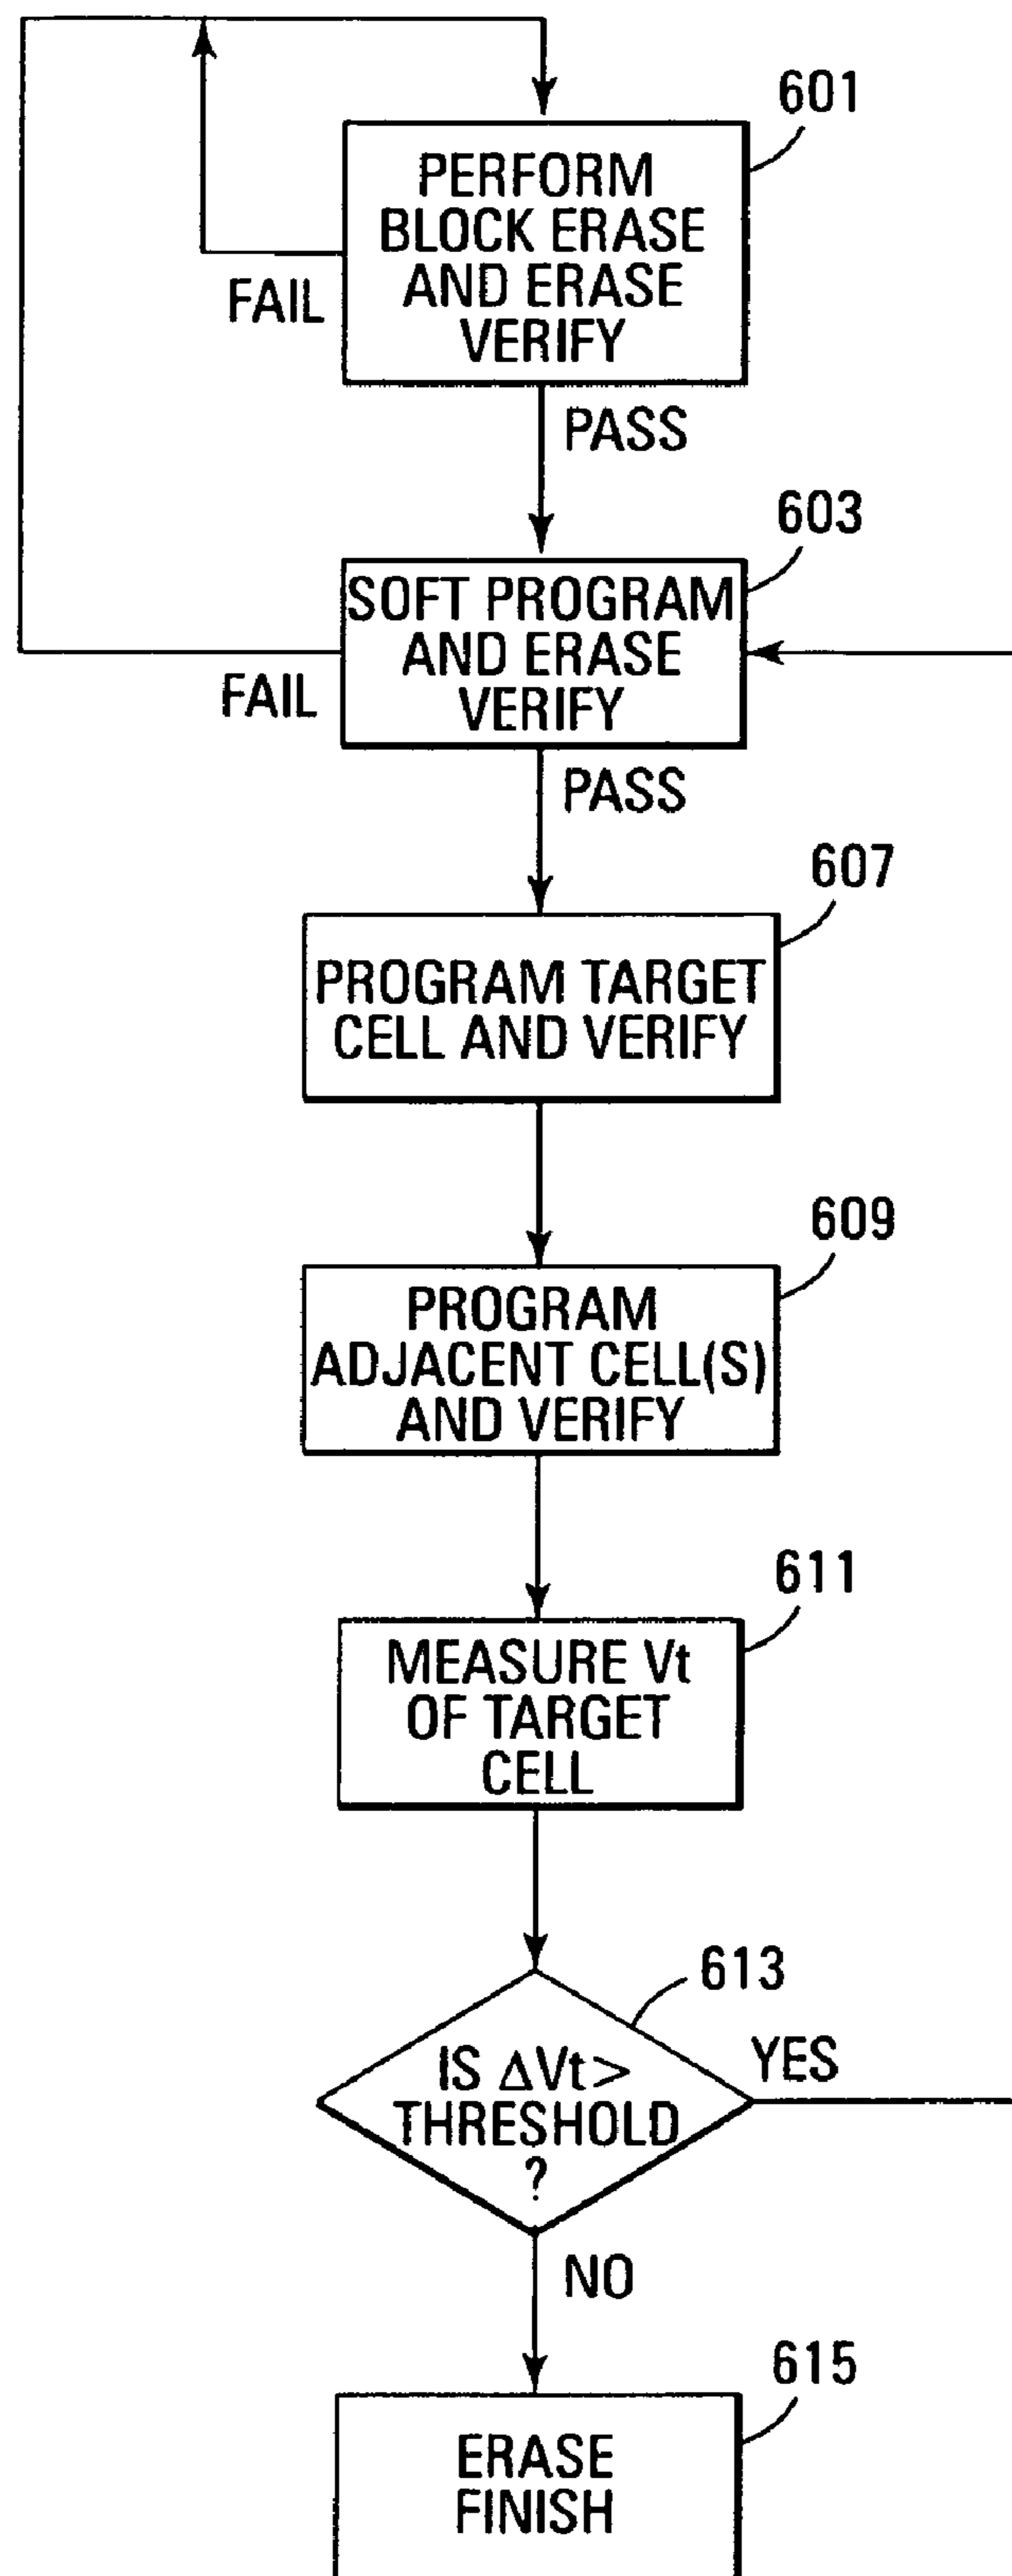 601
PERFORM
BLOCK ERASE
AND ERASE
VERIFY
FAIL
PASS
603
SOFT PROGRAM
AND ERASE
VERIFY
FAIL
PASS
607
PROGRAM TARGET
CELL AND VERIFY
609
PROGRAM
ADJACENT CELL(S)
AND VERIFY
611
MEASURE Vt
OF TARGET
CELL
613
IS ΔVt>
THRESHOLD
?
YES
NO
615
ERASE
FINISH